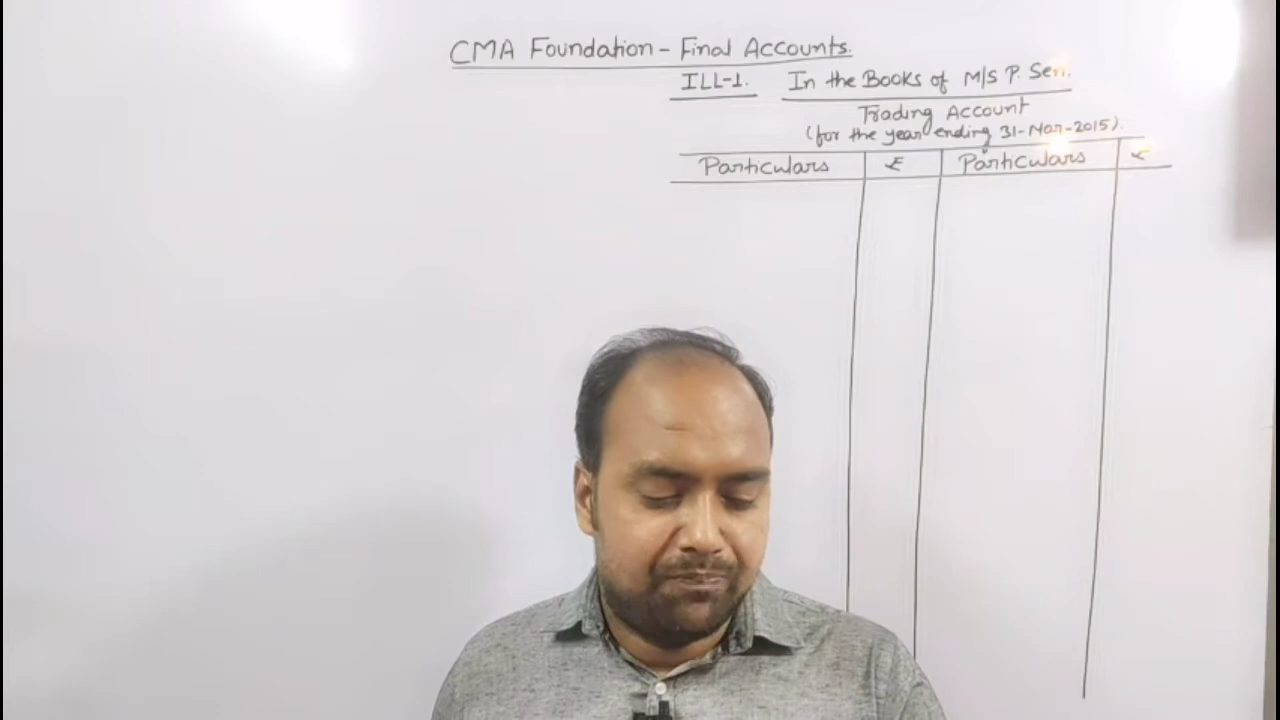 CMA Foundation - Final Accounts.
ILL-1. In the Books of M/S P. Sen.
Trading Account
(for the year ending 31-Mar-2015).
Particulars ₹ Particulars ₹